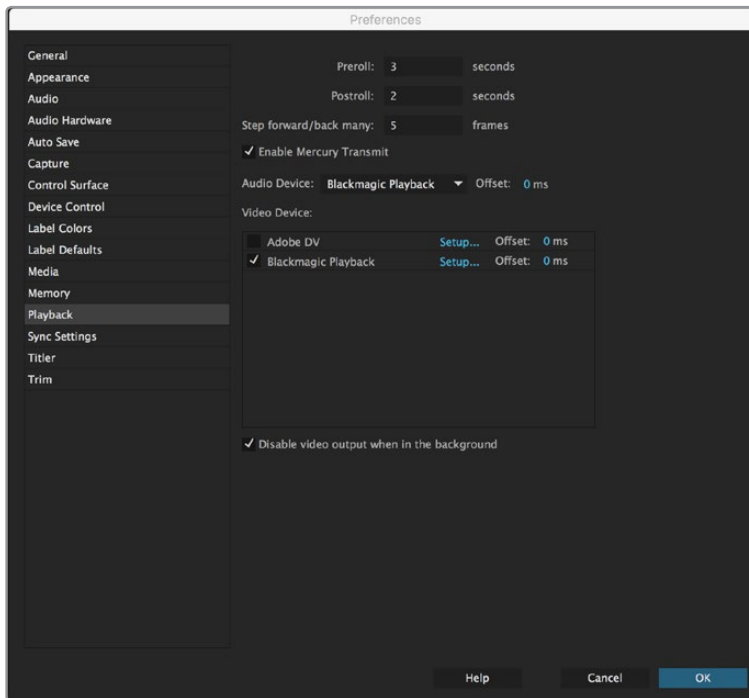 Preferences
General
Appearance
Audio
Audio Hardware
Auto Save
Capture
Control Surface
Device Control
Label Colors
Label Defaults
Media
Memory
Playback
Sync Settings
Titler
Trim
Preroll: 3 seconds
Postroll: 2 seconds
Step forward/back many: 5 frames
Enable Mercury Transmit
Audio Device: Blackmagic Playback Offset: 0 ms
Video Device:
Adobe DV Setup... Offset: 0 ms
Blackmagic Playback Setup... Offset: 0 ms
Disable video output when in the background
Help Cancel OK